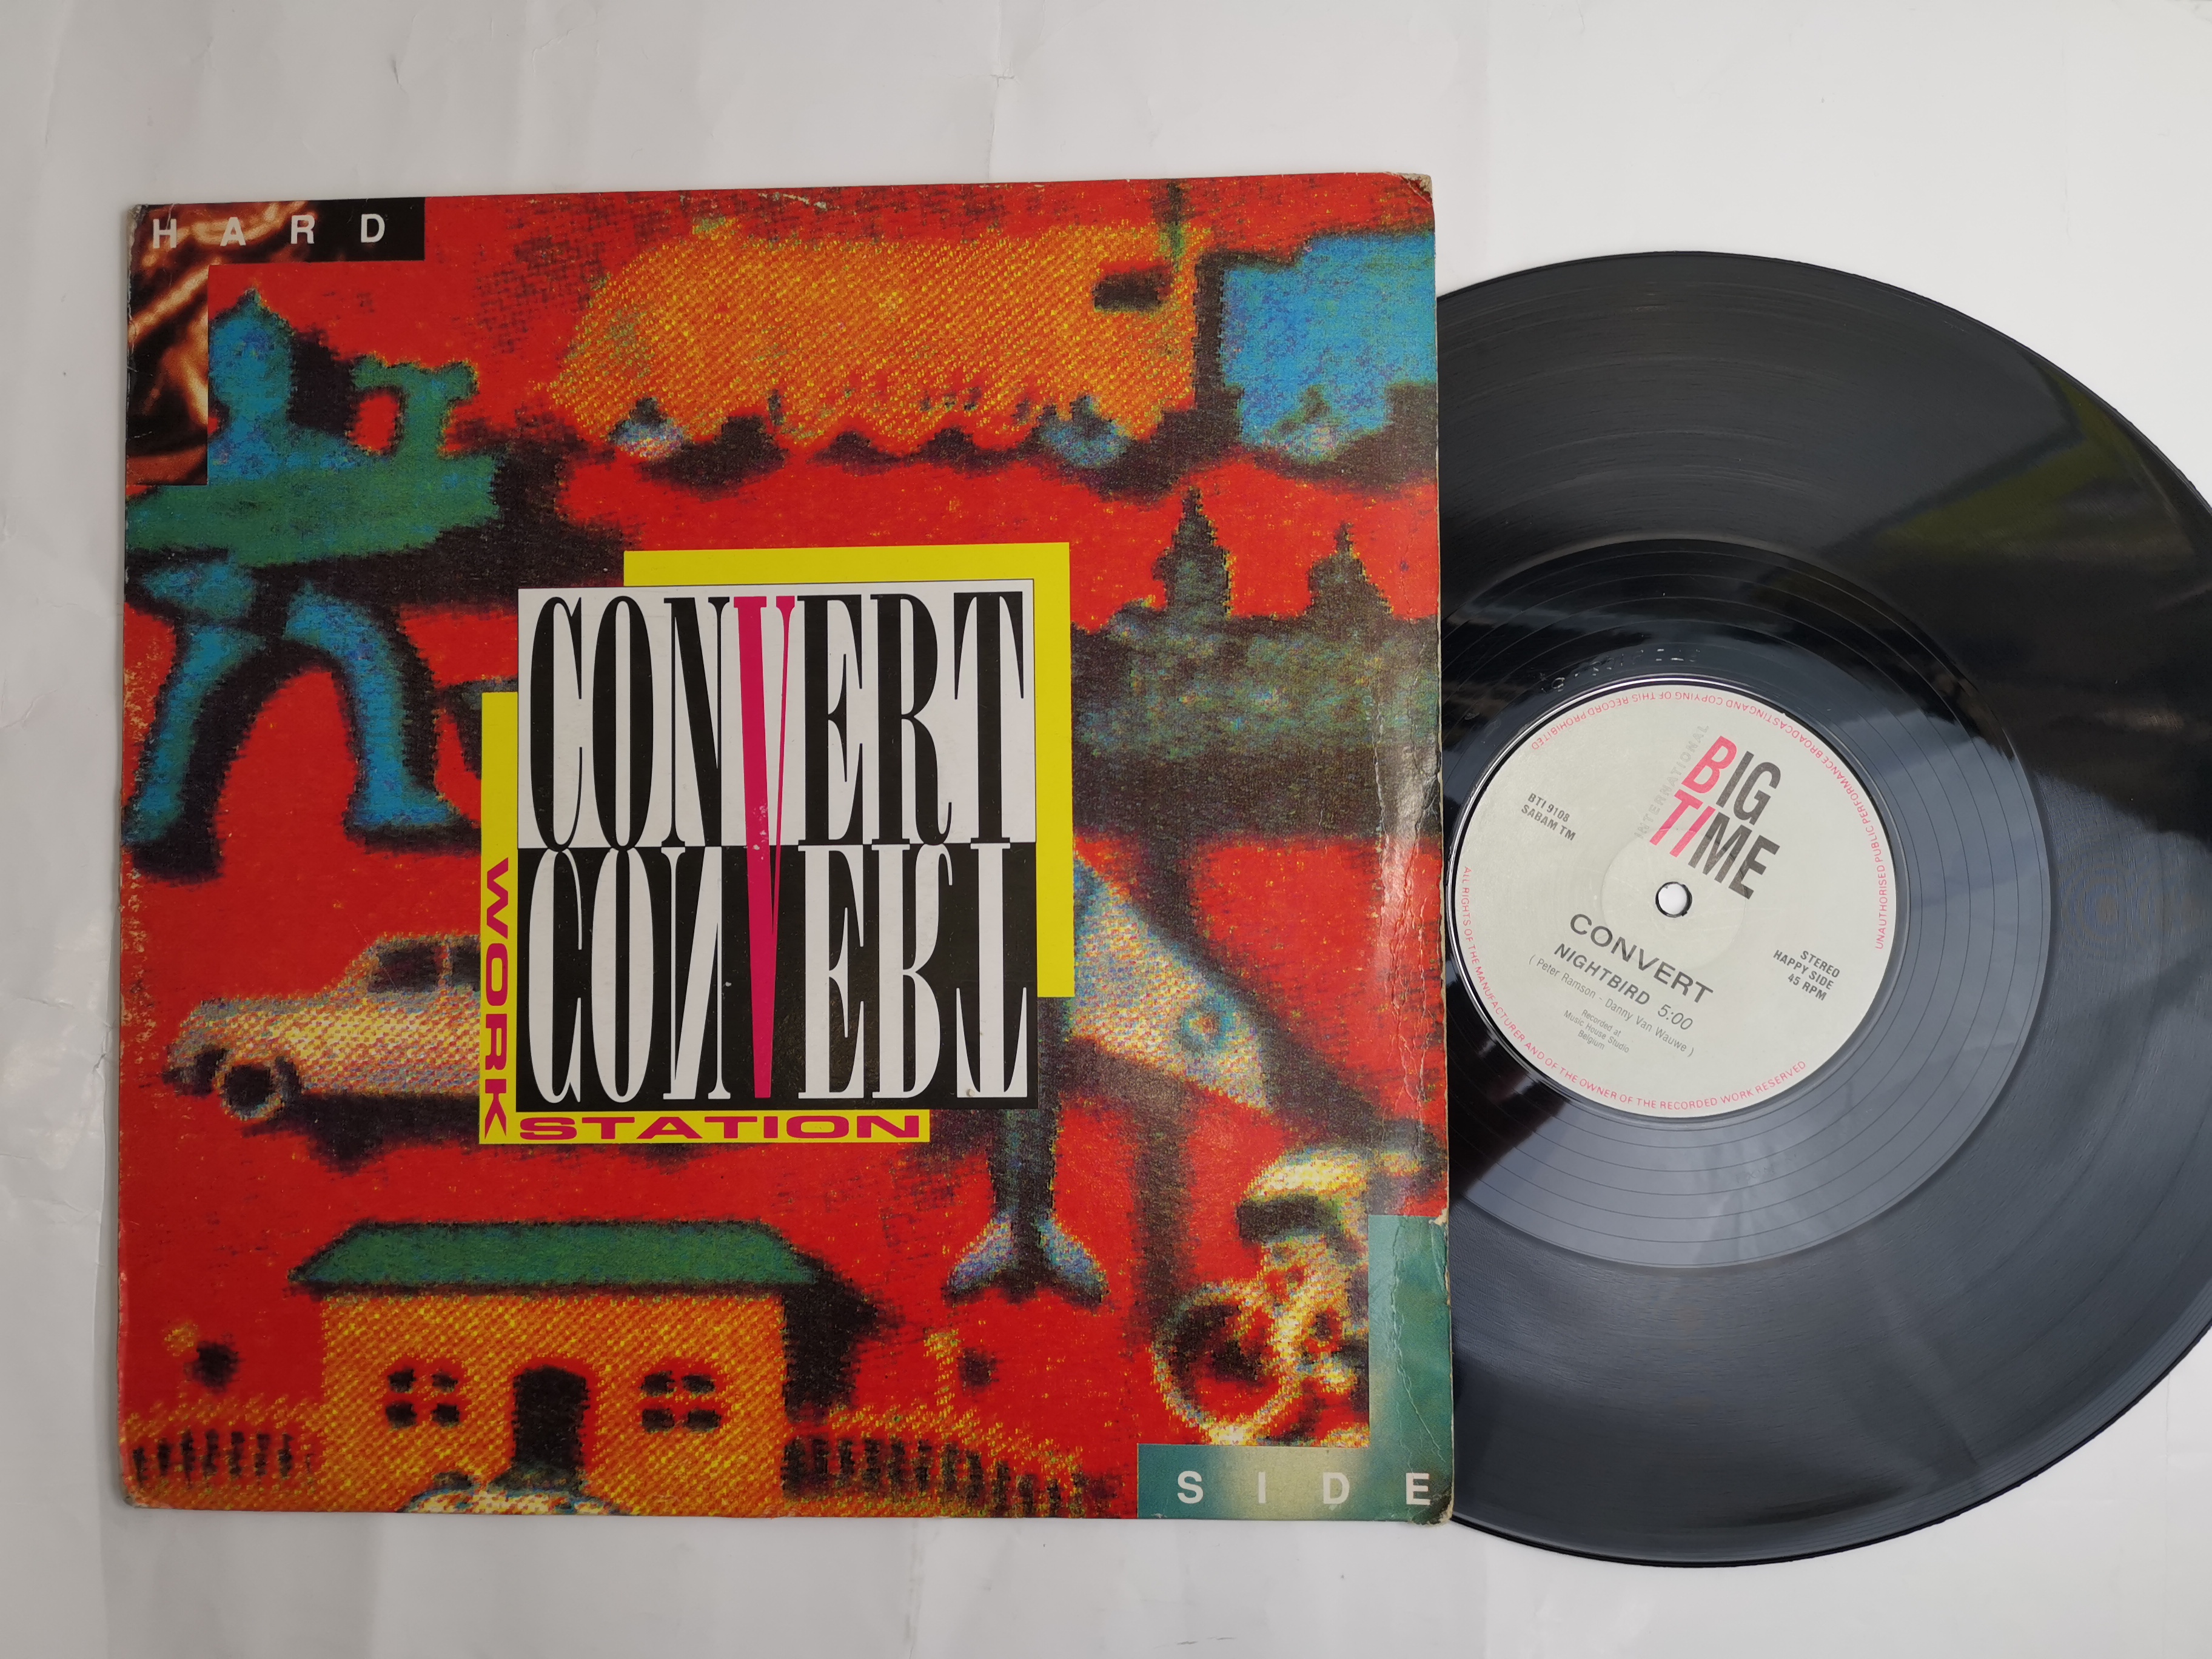 HARD
CONVERT
CONVERT
WORK
STATION
SIDE
INTERNATIONAL
BIG
TIME
BTI 9108
SABAM TM
STEREO
HAPPY SIDE
45 RPM
CONVERT
NIGHTBIRD 5:00
( Peter Ramson - Danny Van Wauwe )
Recorded at
Music House Studio
Belgium
ALL RIGHTS OF THE MANUFACTURER AND OF THE OWNER OF THE RECORDED WORK RESERVED
UNAUTHORISED PUBLIC PERFORMANCE BROADCASTING AND COPYING OF THIS RECORD PROHIBITED